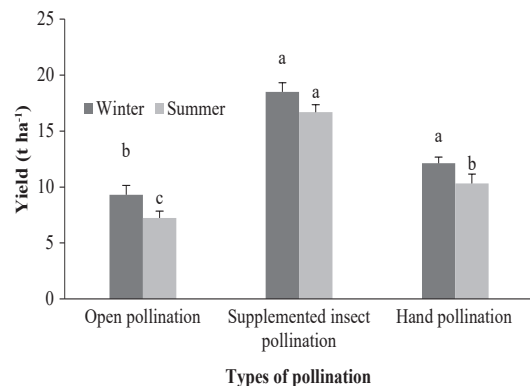 25
20
15
10
5
0
Yield (t ha⁻¹)
Winter Summer
b
c
a
a
a
b
Open pollination
Supplemented insect
pollination
Hand pollination
Types of pollination